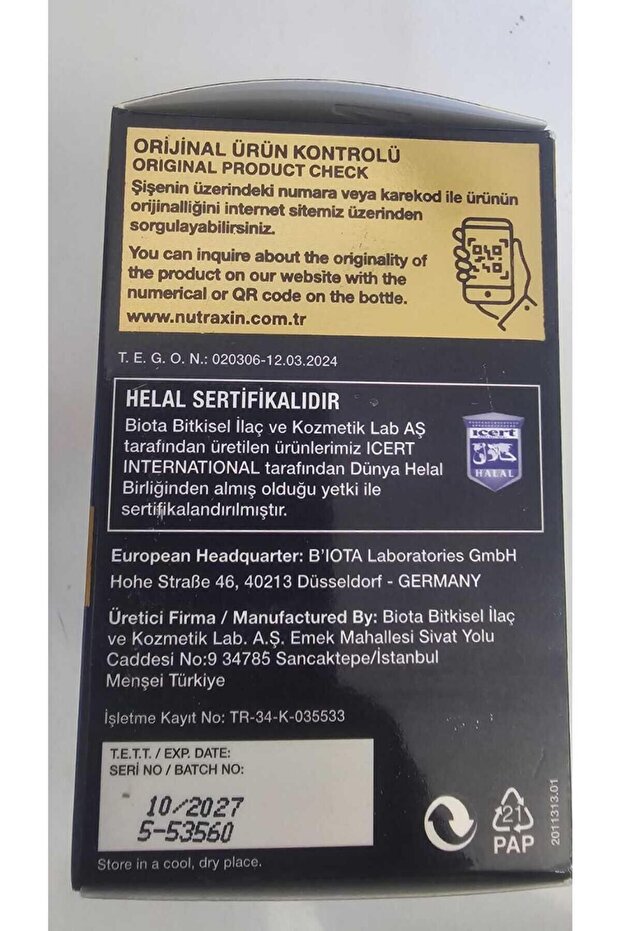 ORİJİNAL ÜRÜN KONTROLÜ
ORIGINAL PRODUCT CHECK
Şişenin üzerindeki numara veya karekod ile ürünün
orijinalliğini internet sitemiz üzerinden
sorgulayabilirsiniz.
You can inquire about the originality of
the product on our website with the
numerical or QR code on the bottle.
www.nutraxin.com.tr
T. E. G. O. N.: 020306-12.03.2024
HELAL SERTİFİKALIDIR
Biota Bitkisel İlaç ve Kozmetik Lab AŞ
tarafından üretilen ürünlerimiz ICERT
INTERNATIONAL tarafından Dünya Helal
Birliğinden almış olduğu yetki ile
sertifikalandırılmıştır.
icert
HALAL
European Headquarter: B'IOTA Laboratories GmbH
Hohe Straße 46, 40213 Düsseldorf - GERMANY
Üretici Firma / Manufactured By: Biota Bitkisel İlaç
ve Kozmetik Lab. A.Ş. Emek Mahallesi Sivat Yolu
Caddesi No:9 34785 Sancaktepe/İstanbul
Menşei Türkiye
İşletme Kayıt No: TR-34-K-035533
T.E.T.T. / EXP. DATE:
SERİ NO / BATCH NO:
10/2027
5-53560
Store in a cool, dry place.
21
PAP
2011313.01